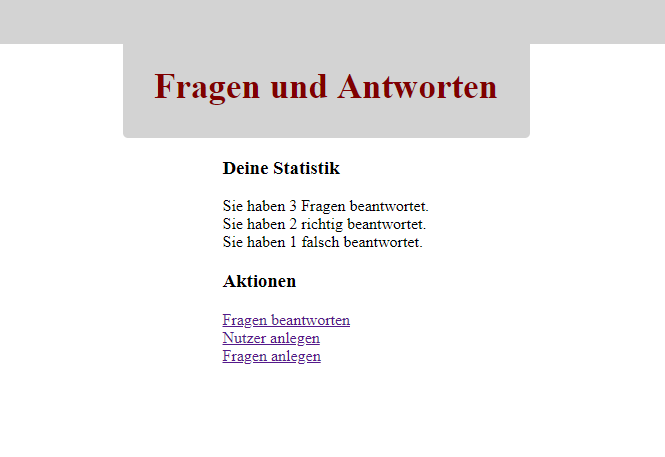 Fragen und Antworten
Deine Statistik
Sie haben 3 Fragen beantwortet.
Sie haben 2 richtig beantwortet.
Sie haben 1 falsch beantwortet.
Aktionen
Fragen beantworten
Nutzer anlegen
Fragen anlegen